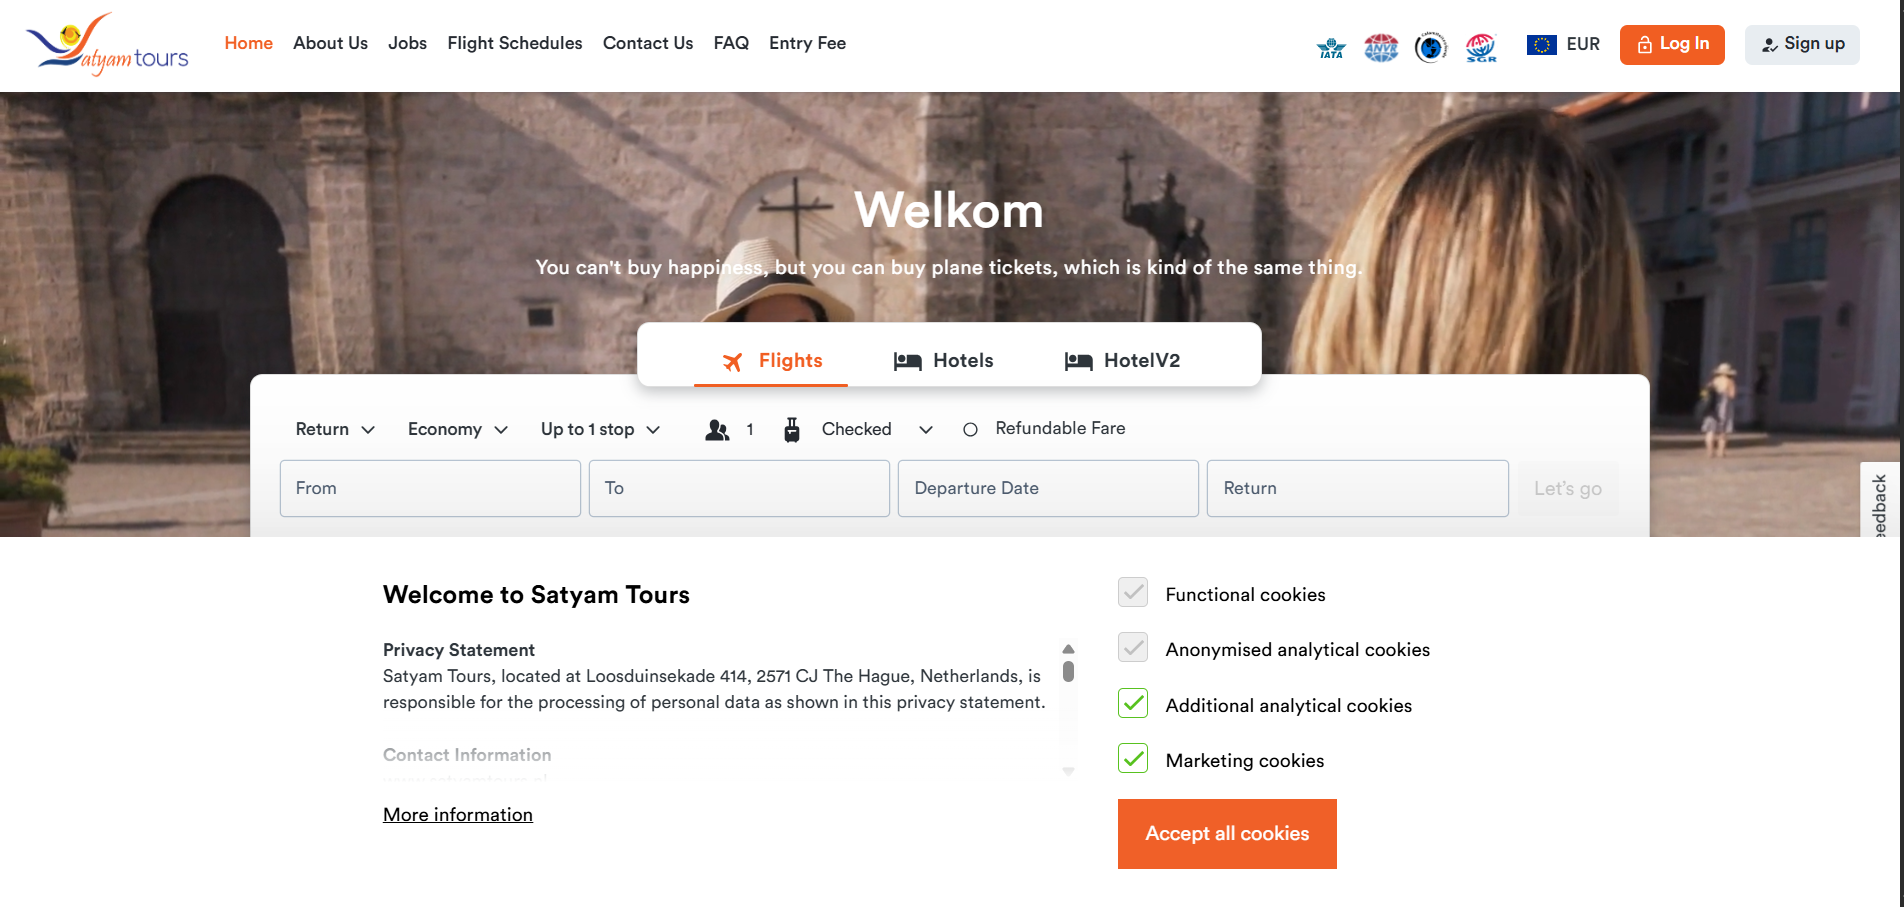 Satyam tours
Home About Us Jobs Flight Schedules Contact Us FAQ Entry Fee
IATA ANVR SGR EUR Log In Sign up
Welkom
You can't buy happiness, but you can buy plane tickets, which is kind of the same thing.
Flights Hotels HotelV2
Return Economy Up to 1 stop 1 Checked Refundable Fare
From To Departure Date Return Let's go
Welcome to Satyam Tours
Privacy Statement
Satyam Tours, located at Loosduinsekade 414, 2571 CJ The Hague, Netherlands, is
responsible for the processing of personal data as shown in this privacy statement.
Contact Information
More information
Functional cookies
Anonymised analytical cookies
Additional analytical cookies
Marketing cookies
Accept all cookies